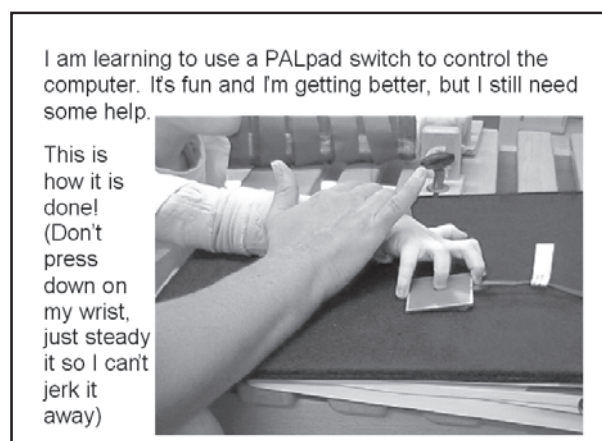 I am learning to use a PALpad switch to control the
computer. It's fun and I'm getting better, but I still need
some help.
This is
how it is
done!
(Don't
press
down on
my wrist,
just steady
it so I can't
jerk it
away)